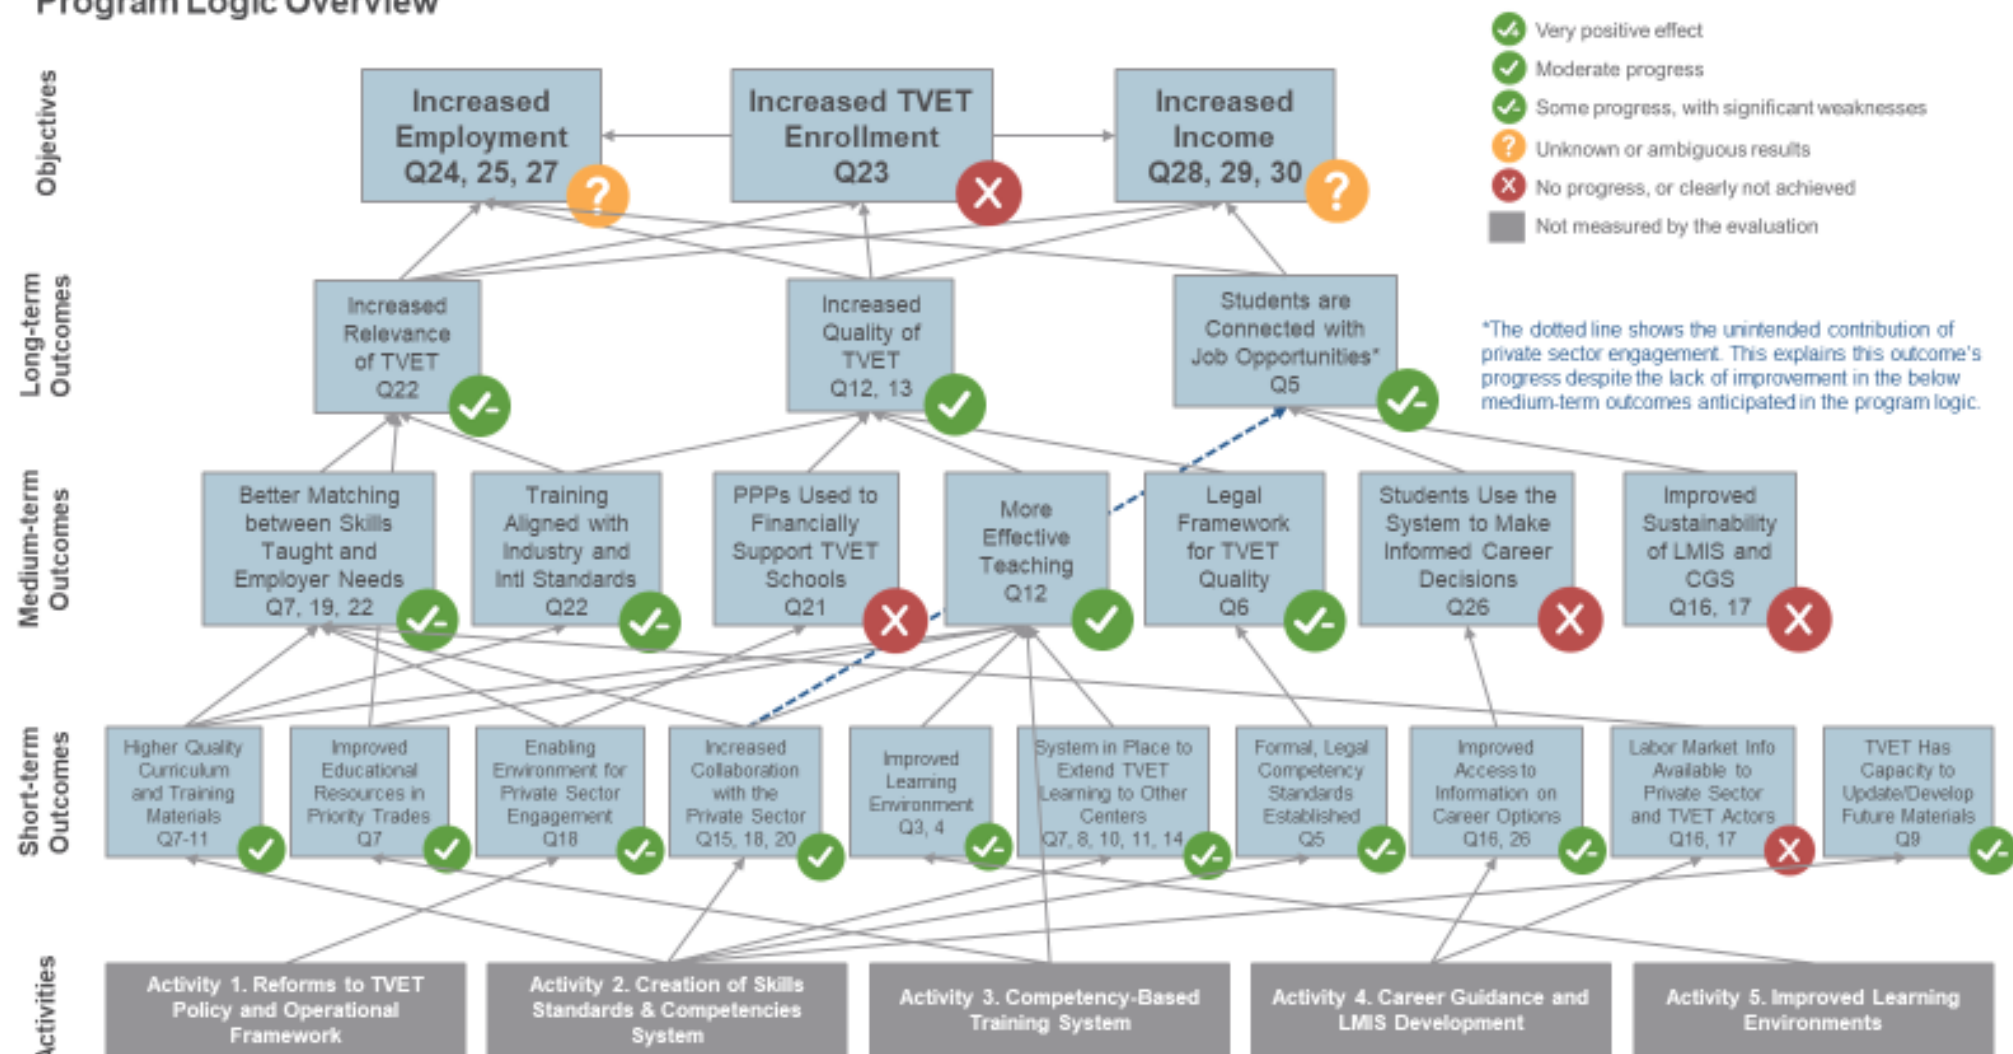 Program Logic Overview
Very positive effect
Moderate progress
Some progress, with significant weaknesses
Unknown or ambiguous results
No progress, or clearly not achieved
Not measured by the evaluation
Objectives
Increased
Employment
Q24, 25, 27
Increased TVET
Enrollment
Q23
Increased
Income
Q28, 29, 30
Long-term
Outcomes
Increased
Relevance
of TVET
Q22
Increased
Quality of
TVET
Q12, 13
Students are
Connected with
Job Opportunities*
Q5
*The dotted line shows the unintended contribution of
private sector engagement. This explains this outcome's
progress despite the lack of improvement in the below
medium-term outcomes anticipated in the program logic.
Medium-term
Outcomes
Better Matching
between Skills
Taught and
Employer Needs
Q7, 19, 22
Training
Aligned with
Industry and
Intl Standards
Q22
PPPs Used to
Financially
Support TVET
Schools
Q21
More
Effective
Teaching
Q12
Legal
Framework
for TVET
Quality
Q6
Students Use the
System to Make
Informed Career
Decisions
Q26
Improved
Sustainability
of LMIS and
CGS
Q16, 17
Short-term
Outcomes
Higher Quality
Curriculum
and Training
Materials
Q7-11
Improved
Educational
Resources in
Priority Trades
Q7
Enabling
Environment for
Private Sector
Engagement
Q18
Increased
Collaboration
with the
Private Sector
Q15, 18, 20
Improved
Learning
Environment
Q3, 4
System in Place to
Extend TVET
Learning to Other
Centers
Q7, 8, 10, 11, 14
Formal, Legal
Competency
Standards
Established
Q5
Improved
Access to
Information on
Career Options
Q16, 26
Labor Market Info
Available to
Private Sector
and TVET Actors
Q16, 17
TVET Has
Capacity to
Update/Develop
Future Materials
Q9
Activities
Activity 1. Reforms to TVET
Policy and Operational
Framework
Activity 2. Creation of Skills
Standards & Competencies
System
Activity 3. Competency-Based
Training System
Activity 4. Career Guidance and
LMIS Development
Activity 5. Improved Learning
Environments